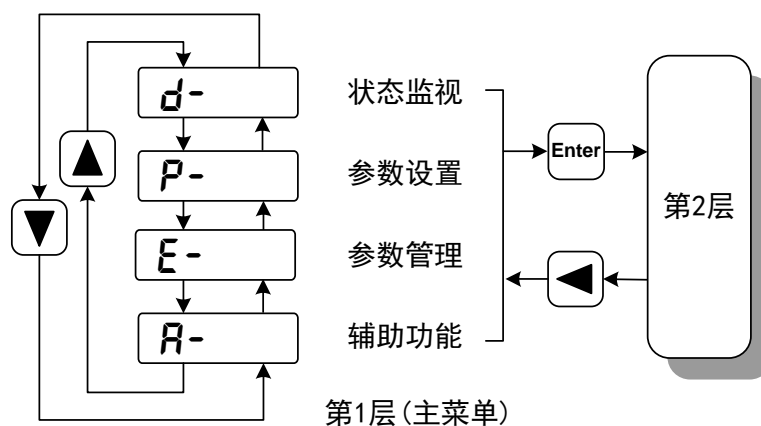 d-
状态监视
Enter
P-
参数设置
第2层
E-
参数管理
A-
辅助功能
第1层(主菜单)